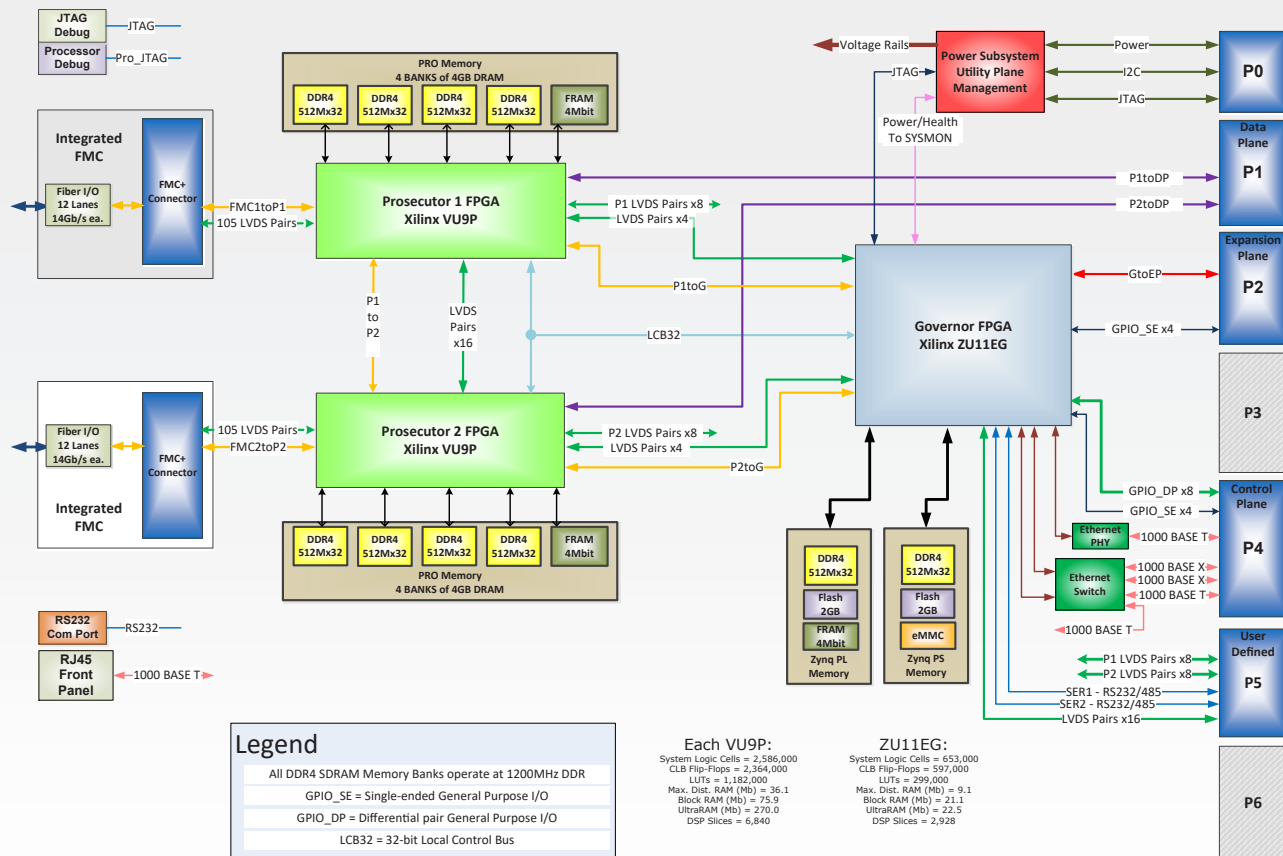 JTAG
Debug
JTAG
Processor
Debug
Pro_JTAG
PRO Memory
4 BANKS of 4GB DRAM
DDR4
512Mx32
DDR4
512Mx32
DDR4
512Mx32
DDR4
512Mx32
FRAM
4Mbit
Voltage Rails
Power Subsystem
Utility Plane
Management
Power
I2C
JTAG
P0
JTAG
Power/Health
To SYSMON
Integrated
FMC
FMC+
Connector
Fiber I/O
12 Lanes
14Gb/s ea.
FMC1toP1
105 LVDS Pairs
Prosecutor 1 FPGA
Xilinx VU9P
P1 LVDS Pairs x8
LVDS Pairs x4
P1toDP
P2toDP
Data
Plane
P1
Expansion
Plane
P2
GtoEP
GPIO_SE x4
P1toG
P1
to
P2
LVDS
Pairs
x16
LCB32
Governor FPGA
Xilinx ZU11EG
P3
Fiber I/O
12 Lanes
14Gb/s ea.
FMC+
Connector
Integrated
FMC
105 LVDS Pairs
FMC2toP2
Prosecutor 2 FPGA
Xilinx VU9P
P2 LVDS Pairs x8
LVDS Pairs x4
P2toG
DDR4
512Mx32
DDR4
512Mx32
DDR4
512Mx32
DDR4
512Mx32
FRAM
4Mbit
PRO Memory
4 BANKS of 4GB DRAM
DDR4
512Mx32
Flash
2GB
FRAM
4Mbit
Zynq PL
Memory
DDR4
512Mx32
Flash
2GB
eMMC
Zynq PS
Memory
GPIO_DP x8
GPIO_SE x4
Control
Plane
P4
Ethernet
PHY
1000 BASE T
Ethernet
Switch
1000 BASE X
1000 BASE X
1000 BASE T
1000 BASE T
RS232
Com Port
RS232
RJ45
Front
Panel
1000 BASE T
User
Defined
P5
P1 LVDS Pairs x8
P2 LVDS Pairs x8
SER1 - RS232/485
SER2 - RS232/485
LVDS Pairs x16
P6
Legend
All DDR4 SDRAM Memory Banks operate at 1200MHz DDR
GPIO_SE = Single-ended General Purpose I/O
GPIO_DP = Differential pair General Purpose I/O
LCB32 = 32-bit Local Control Bus
Each VU9P:
System Logic Cells = 2,586,000
CLB Flip-Flops = 2,364,000
LUTs = 1,182,000
Max. Dist. RAM (Mb) = 36.1
Block RAM (Mb) = 75.9
UltraRAM (Mb) = 270.0
DSP Slices = 6,840
ZU11EG:
System Logic Cells = 653,000
CLB Flip-Flops = 597,000
LUTs = 299,000
Max. Dist. RAM (Mb) = 9.1
Block RAM (Mb) = 21.1
UltraRAM (Mb) = 22.5
DSP Slices = 2,928